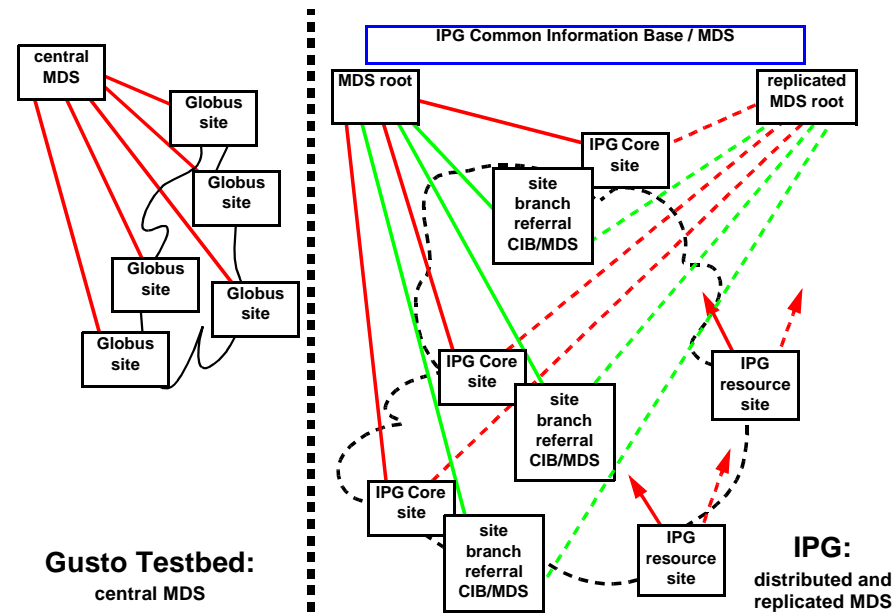 central
MDS
Globus
site
Globus
site
Globus
site
Globus
site
Globus
site
Gusto Testbed:
central MDS
IPG Common Information Base / MDS
MDS root
replicated
MDS root
IPG Core
site
site
branch
referral
CIB/MDS
IPG Core
site
site
branch
referral
CIB/MDS
IPG
resource
site
IPG Core
site
site
branch
referral
CIB/MDS
IPG
resource
site
IPG:
distributed and
replicated MDS